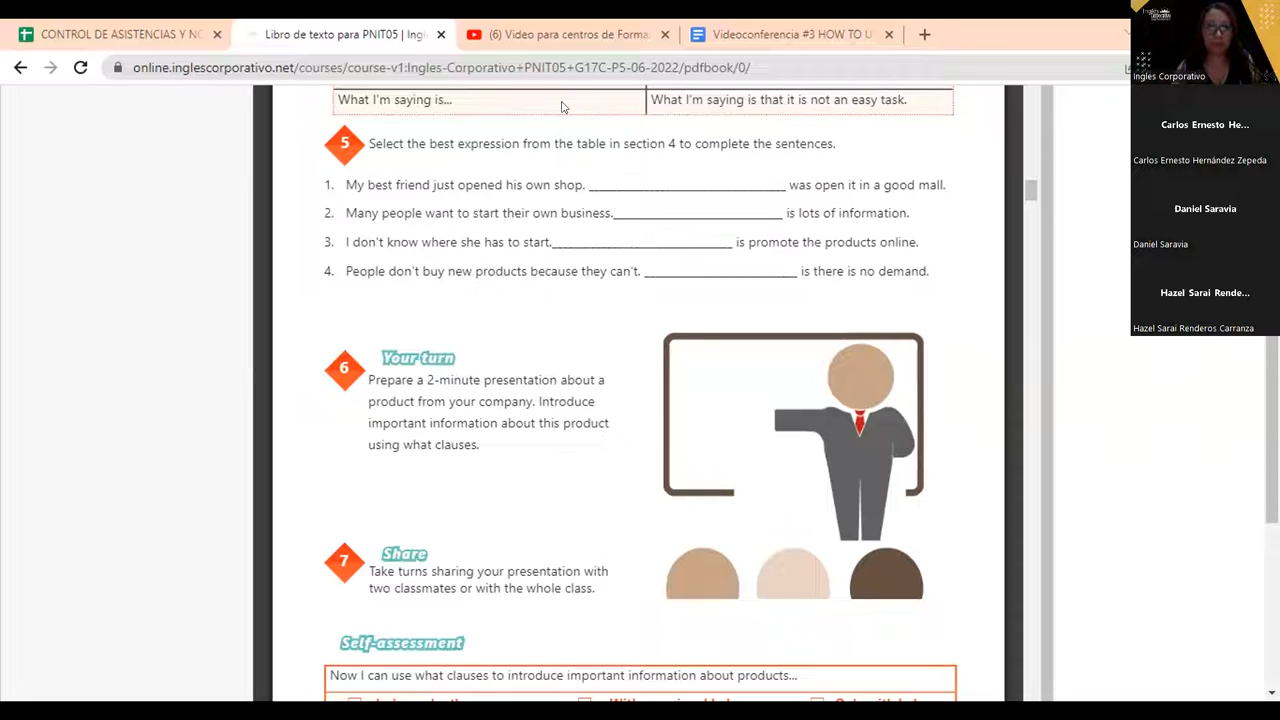 CONTROL DE ASISTENCIAS Y NO
Libro de texto para PNIT05 | Ingl
(6) Video para centros de Forma
Videoconferencia #3 HOW TO U
online.inglescorporativo.net/courses/course-v1:Ingles-Corporativo+PNIT05+G17C-P5-06-2022/pdfbook/0/
Ingles Corporativo
What I'm saying is...
What I'm saying is that it is not an easy task.
Carlos Ernesto He...
Carlos Ernesto Hernández Zepeda
5 Select the best expression from the table in section 4 to complete the sentences.
1. My best friend just opened his own shop. ____________________ was open it in a good mall.
2. Many people want to start their own business.____________________ is lots of information.
3. I don't know where she has to start.____________________ is promote the products online.
4. People don't buy new products because they can't. ____________________ is there is no demand.
Daniel Saravia
Daniel Saravia
Hazel Sarai Rende...
Hazel Sarai Renderos Carranza
6 Your turn
Prepare a 2-minute presentation about a
product from your company. Introduce
important information about this product
using what clauses.
7 Share
Take turns sharing your presentation with
two classmates or with the whole class.
Self-assessment
Now I can use what clauses to introduce important information about products...